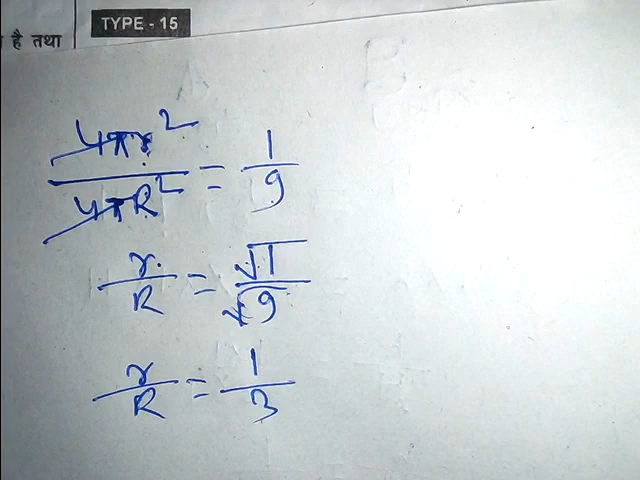 TYPE - 15
है तथा
4πr² / 4πR² = 1 / 9
r / R = √1 / √9
r / R = 1 / 3